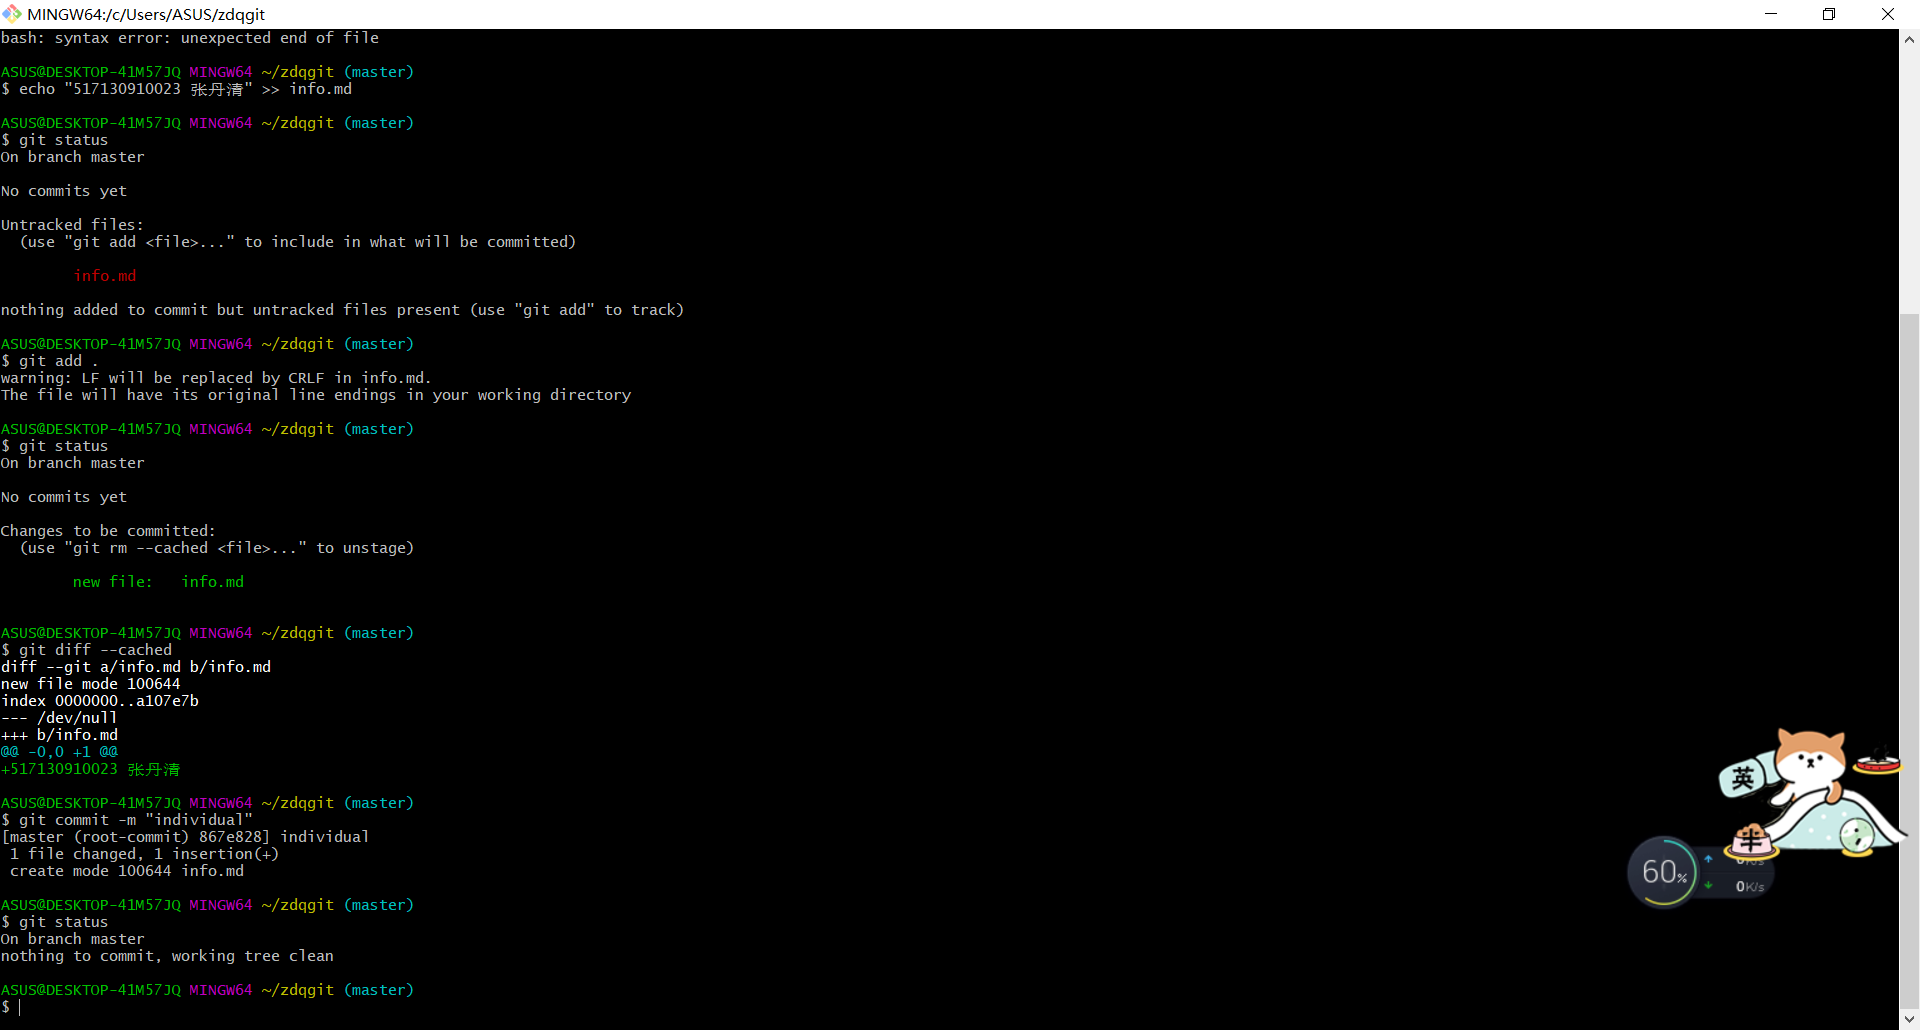 MINGW64:/c/Users/ASUS/zdqgit
bash: syntax error: unexpected end of file
ASUS@DESKTOP-41M57JQ MINGW64 ~/zdqgit (master)
$ echo "517130910023 张丹清" >> info.md
ASUS@DESKTOP-41M57JQ MINGW64 ~/zdqgit (master)
$ git status
On branch master
No commits yet
Untracked files:
(use "git add <file>..." to include in what will be committed)
info.md
nothing added to commit but untracked files present (use "git add" to track)
ASUS@DESKTOP-41M57JQ MINGW64 ~/zdqgit (master)
$ git add .
warning: LF will be replaced by CRLF in info.md.
The file will have its original line endings in your working directory
ASUS@DESKTOP-41M57JQ MINGW64 ~/zdqgit (master)
$ git status
On branch master
No commits yet
Changes to be committed:
(use "git rm --cached <file>..." to unstage)
new file:   info.md
ASUS@DESKTOP-41M57JQ MINGW64 ~/zdqgit (master)
$ git diff --cached
diff --git a/info.md b/info.md
new file mode 100644
index 0000000..a107e7b
--- /dev/null
+++ b/info.md
@@ -0,0 +1 @@
+517130910023 张丹清
ASUS@DESKTOP-41M57JQ MINGW64 ~/zdqgit (master)
$ git commit -m "individual"
[master (root-commit) 867e828] individual
1 file changed, 1 insertion(+)
create mode 100644 info.md
ASUS@DESKTOP-41M57JQ MINGW64 ~/zdqgit (master)
$ git status
On branch master
nothing to commit, working tree clean
ASUS@DESKTOP-41M57JQ MINGW64 ~/zdqgit (master)
$
英
半
60%
0K/s